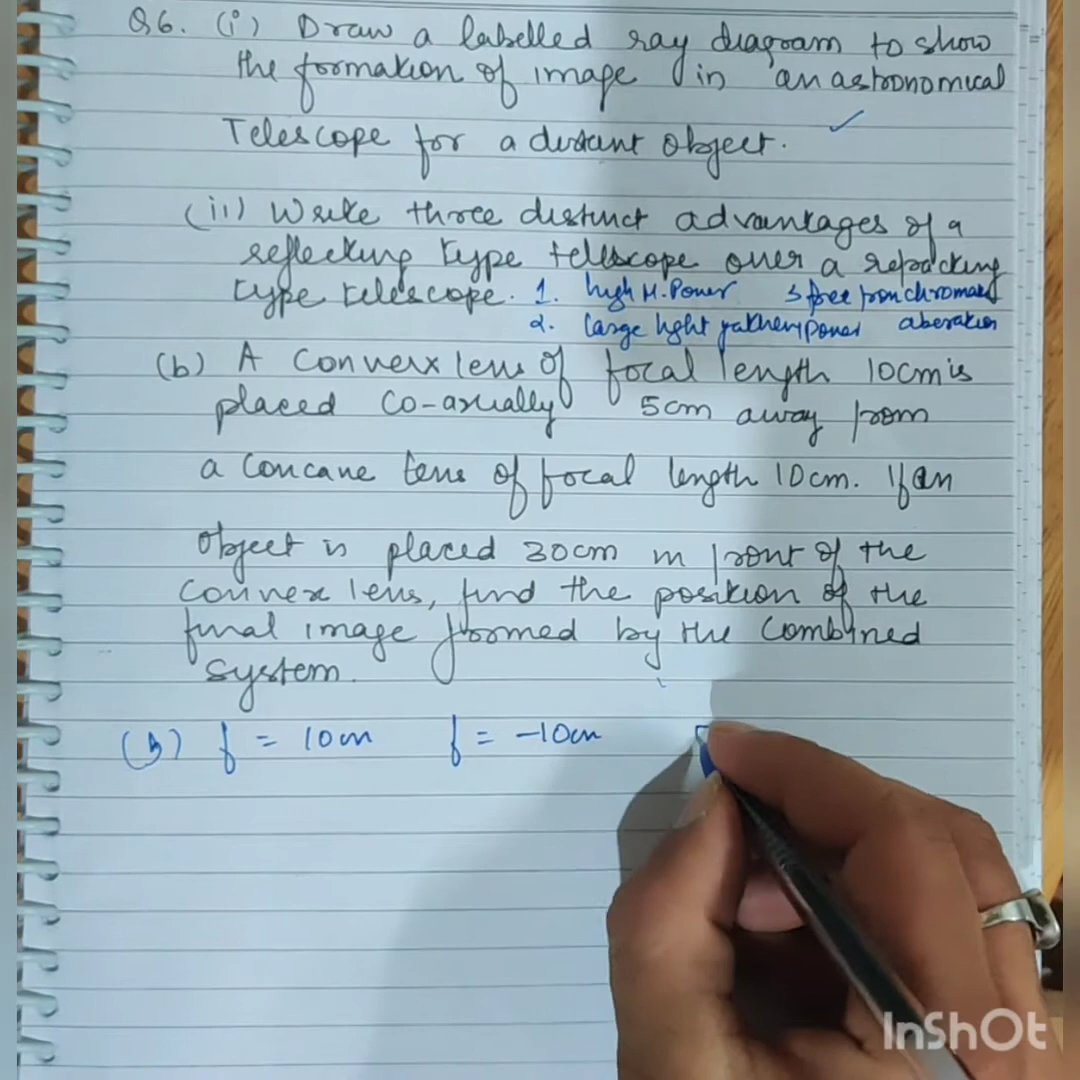 Q6. (i) Draw a labelled ray diagram to show
the formation of image in an astronomical
Telescope for a distant object.
(ii) Write three distinct advantages of a
reflecting type telescope over a refracting
type telescope. 1. high M. Power 3 free from chromatic
2. large light gathery power aberation
(b) A Convex lens of focal length 10cm is
placed Co-axially 5cm away from
a Concave lens of focal length 10cm. If an
object is placed 30cm in front of the
Convex lens, find the position of the
final image formed by the Combined
system.
(b) f = 10cm f = -10cm
InShOt